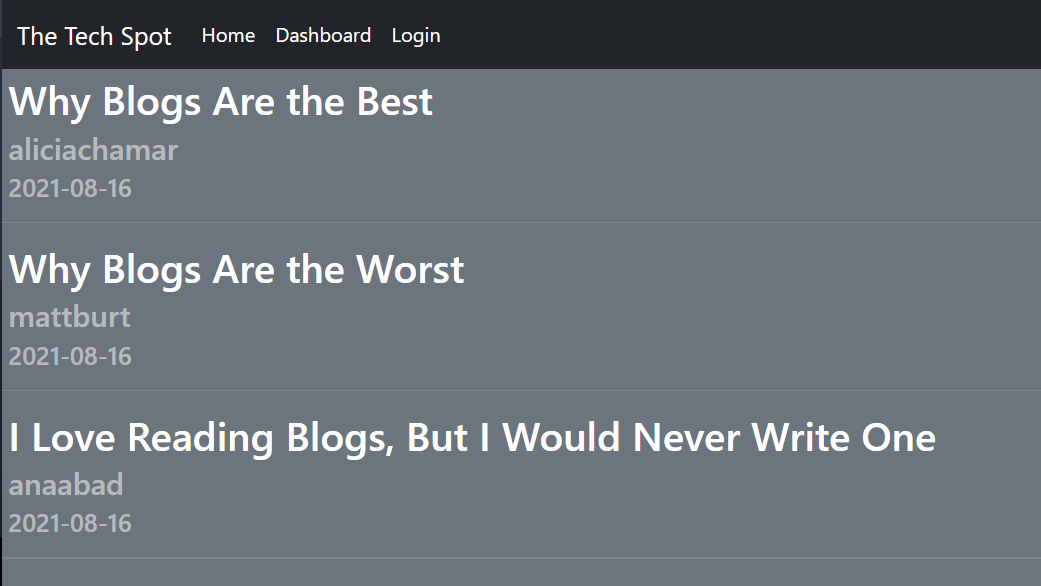 The Tech Spot Home Dashboard Login
Why Blogs Are the Best
aliciachamar
2021-08-16
Why Blogs Are the Worst
mattburt
2021-08-16
I Love Reading Blogs, But I Would Never Write One
anaabad
2021-08-16